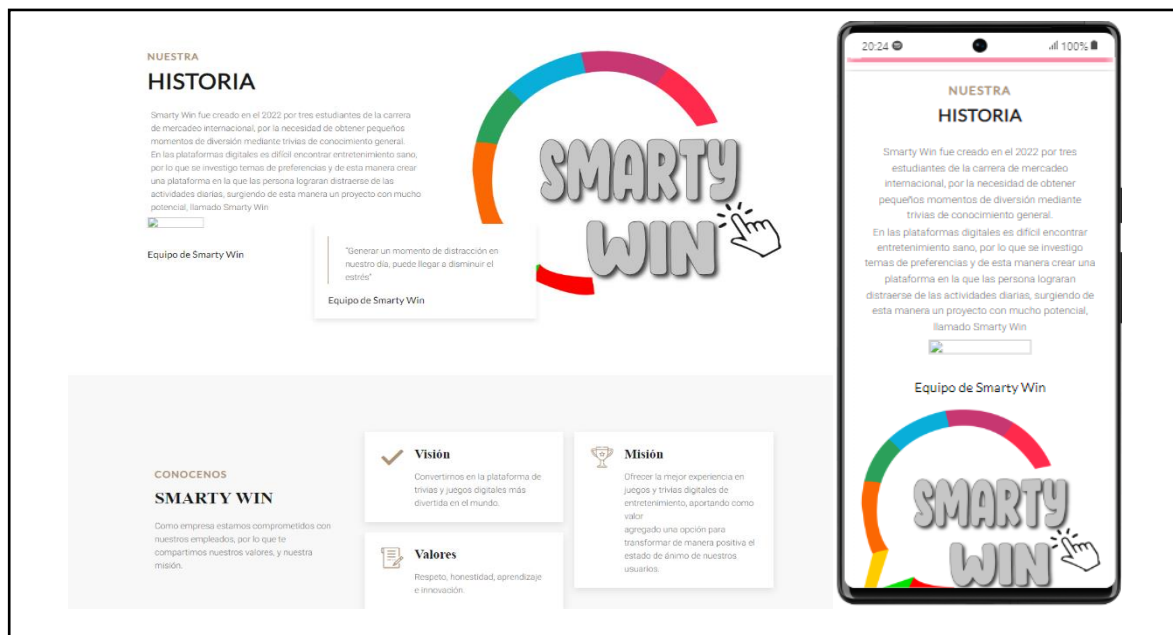 NUESTRA
HISTORIA
Smarty Win fue creado en el 2022 por tres estudiantes de la carrera
de mercadeo internacional, por la necesidad de obtener pequeños
momentos de diversión mediante trivias de conocimiento general.
En las plataformas digitales es difícil encontrar entretenimiento sano,
por lo que se investigo temas de preferencias y de esta manera crear
una plataforma en la que las persona lograran distraerse de las
actividades diarias, surgiendo de esta manera un proyecto con mucho
potencial, llamado Smarty Win
Equipo de Smarty Win
"Generar un momento de distracción en
nuestro día, puede llegar a disminuir el
estrés"
Equipo de Smarty Win
SMARTY
WIN
CONOCENOS
SMARTY WIN
Como empresa estamos comprometidos con
nuestros empleados, por lo que te
compartimos nuestros valores, y nuestra
misión.
Visión
Convertirnos en la plataforma de
trivias y juegos digitales más
divertida en el mundo.
Valores
Respeto, honestidad, aprendizaje
e innovación.
Misión
Ofrecer la mejor experiencia en
juegos y trivias digitales de
entretenimiento, aportando como
valor
agregado una opción para
transformar de manera positiva el
estado de ánimo de nuestros
usuarios.
20:24
100%
NUESTRA
HISTORIA
Smarty Win fue creado en el 2022 por tres
estudiantes de la carrera de mercadeo
internacional, por la necesidad de obtener
pequeños momentos de diversión mediante
trivias de conocimiento general.
En las plataformas digitales es difícil encontrar
entretenimiento sano, por lo que se investigo
temas de preferencias y de esta manera crear una
plataforma en la que las persona lograran
distraerse de las actividades diarias, surgiendo de
esta manera un proyecto con mucho potencial,
llamado Smarty Win
Equipo de Smarty Win
SMARTY
WIN